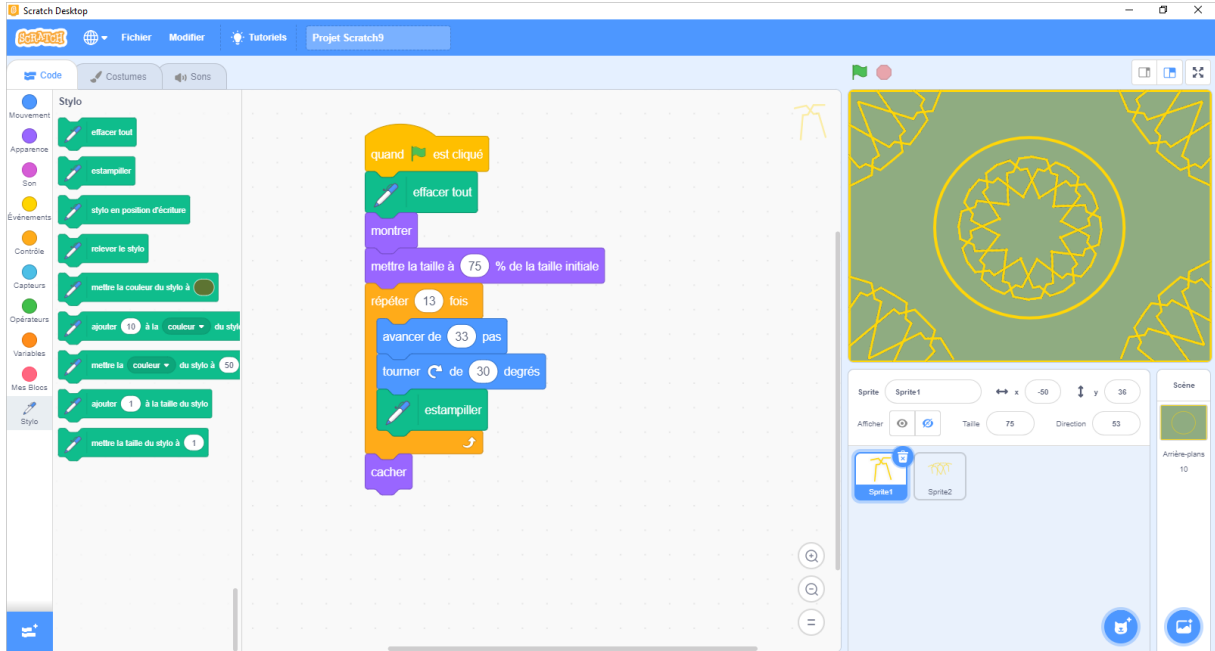 Scratch Desktop
SCRATCH
Fichier
Modifier
Tutoriels
Projet Scratch9
Code
Costumes
Sons
Mouvement
Apparence
Son
Évènements
Contrôle
Capteurs
Opérateurs
Variables
Mes Blocs
Stylo
Stylo
effacer tout
estampiller
stylo en position d'écriture
relever le stylo
mettre la couleur du stylo à
ajouter 10 à la couleur du stylo
mettre la couleur du stylo à 50
ajouter 1 à la taille du stylo
mettre la taille du stylo à 1
quand est cliqué
effacer tout
montrer
mettre la taille à 75 % de la taille initiale
répéter 13 fois
avancer de 33 pas
tourner de 30 degrés
estampiller
cacher
Sprite Sprite1 x -50 y 36
Afficher Taille 75 Direction 53
Sprite1
Sprite2
Scène
Arrière-plans
10